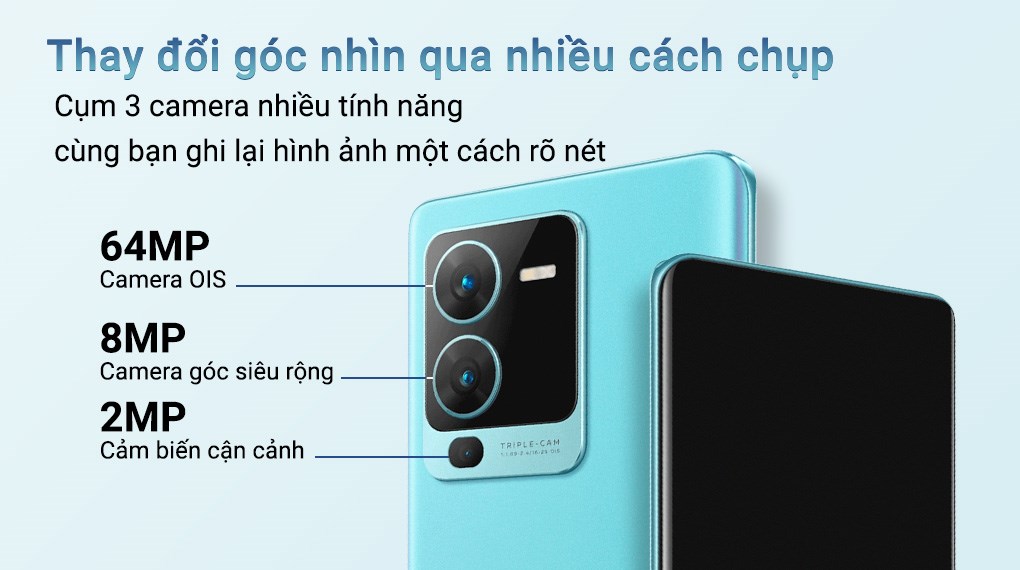 Thay đổi góc nhìn qua nhiều cách chụp
Cụm 3 camera nhiều tính năng
cùng bạn ghi lại hình ảnh một cách rõ nét
64MP
Camera OIS
8MP
Camera góc siêu rộng
2MP
Cảm biến cận cảnh
TRIPLE-CAM